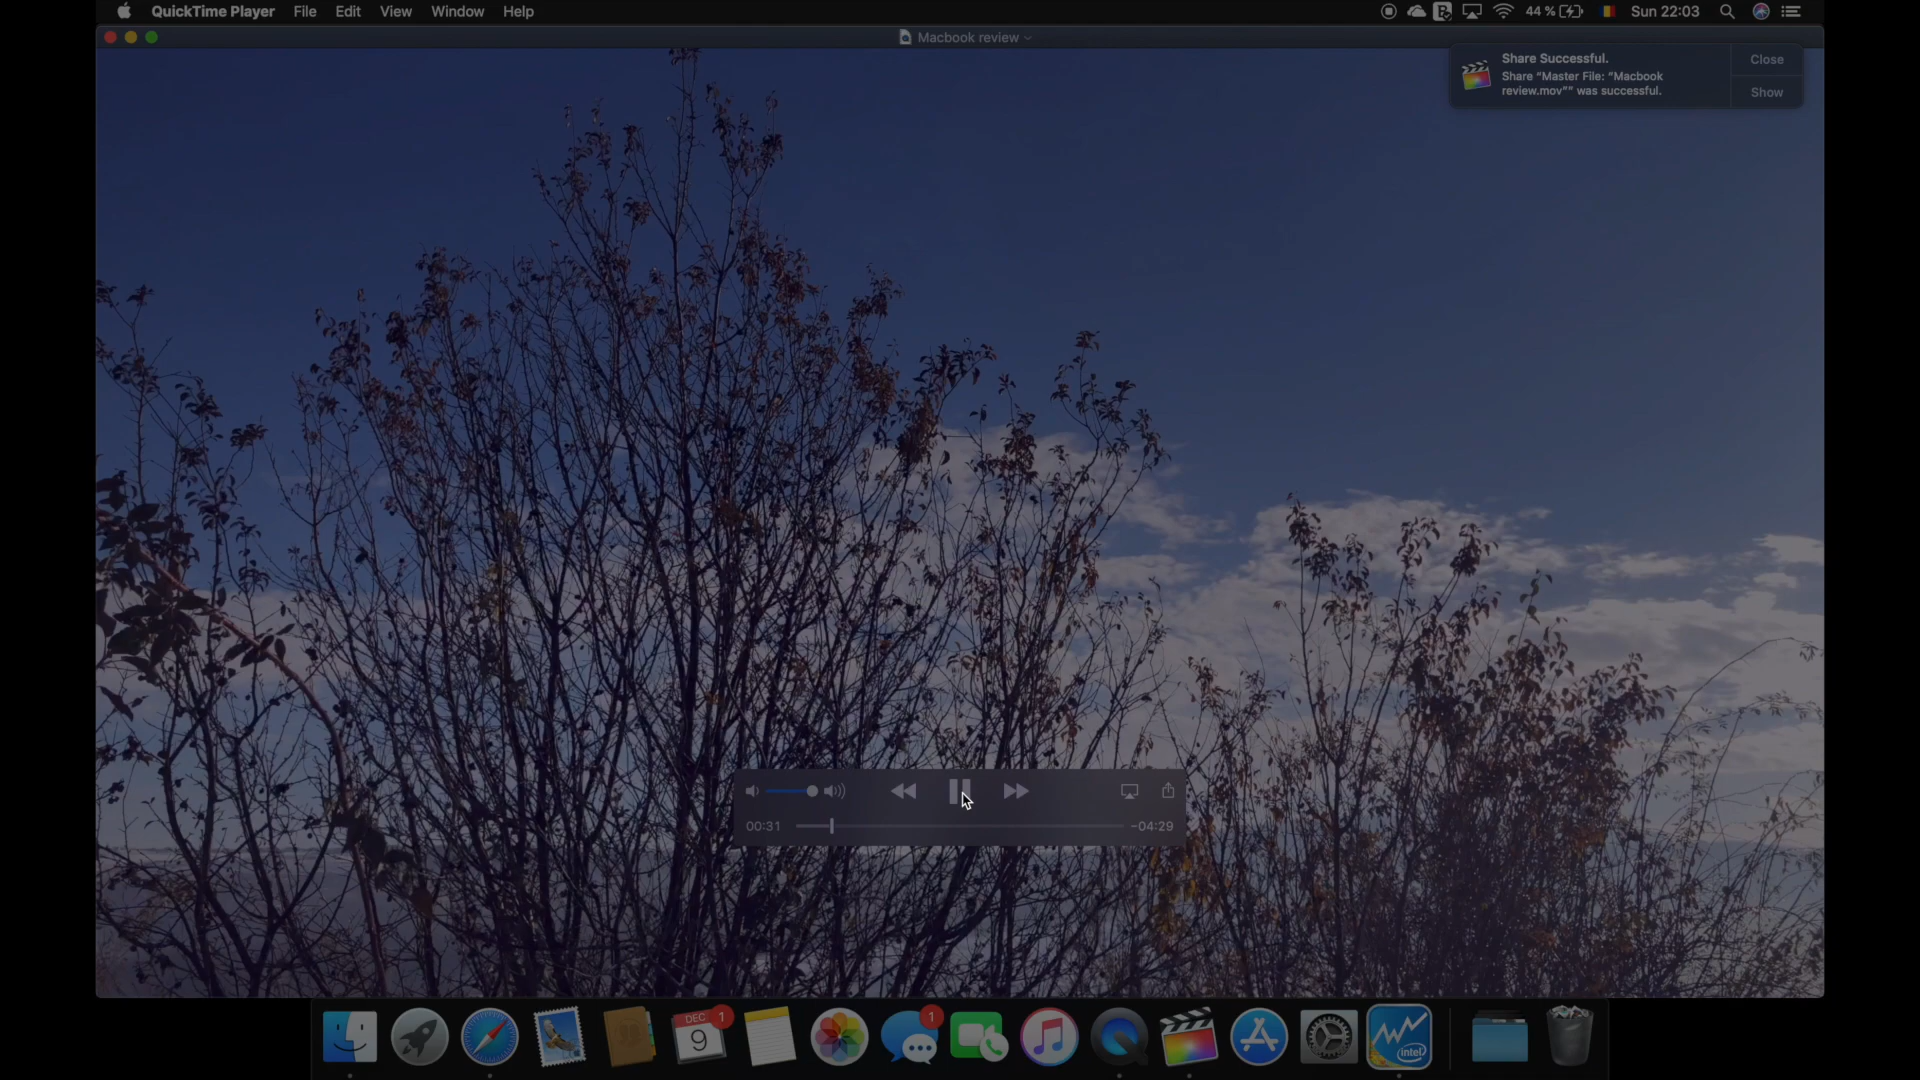 QuickTime Player File Edit View Window Help 44 % Sun 22:03
Macbook review
Share Successful.
Share “Master File: “Macbook
review.mov”” was successful.
Close
Show
00:31
−04:29
DEC
9
1
1
intel